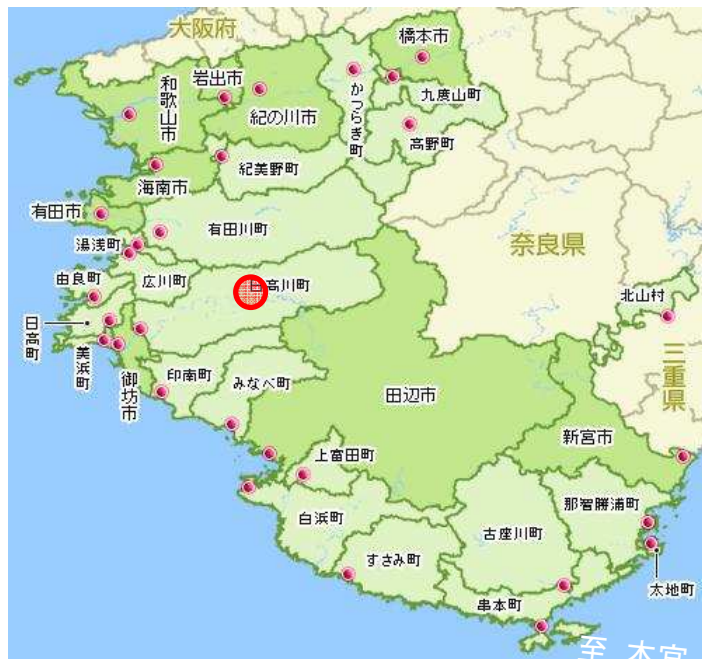 大阪府
橋本市
岩出市
和歌山市
かつらぎ町
九度山町
紀の川市
高野町
紀美野町
海南市
有田市
有田川町
湯浅町
奈良県
広川町
由良町
高川町
北山村
日高町
美浜町
御坊市
印南町
みなべ町
田辺市
三重県
新宮市
上富田町
那智勝浦町
白浜町
古座川町
すさみ町
太地町
串本町
至 本宮